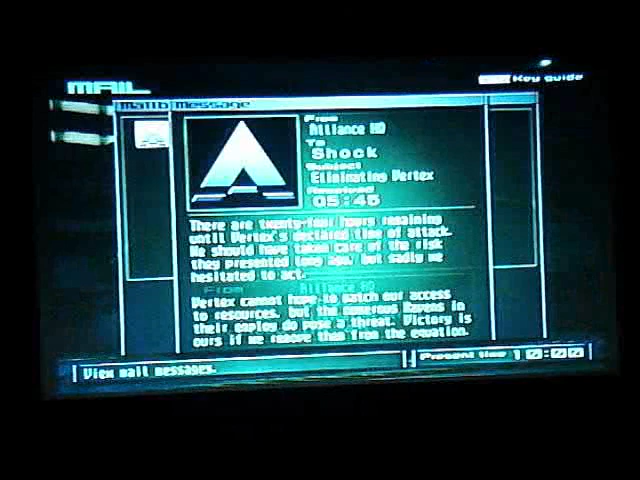 MAIL
Key Guide
Mailb Message
From
Alliance HQ
To
Shock
Subject
Eliminating Vertex
Received
05:45
There are twenty-four hours remaining
until Vertex's declared time of attack.
We should have taken care of the risk
they presented long ago, but sadly we
hesitated to act.
From Alliance HQ
Vertex cannot hope to match our access
to resources, but the numerous Ravens in
their employ do pose a threat. Victory is
ours if we remove them from the equation.
View mail messages.
Present time